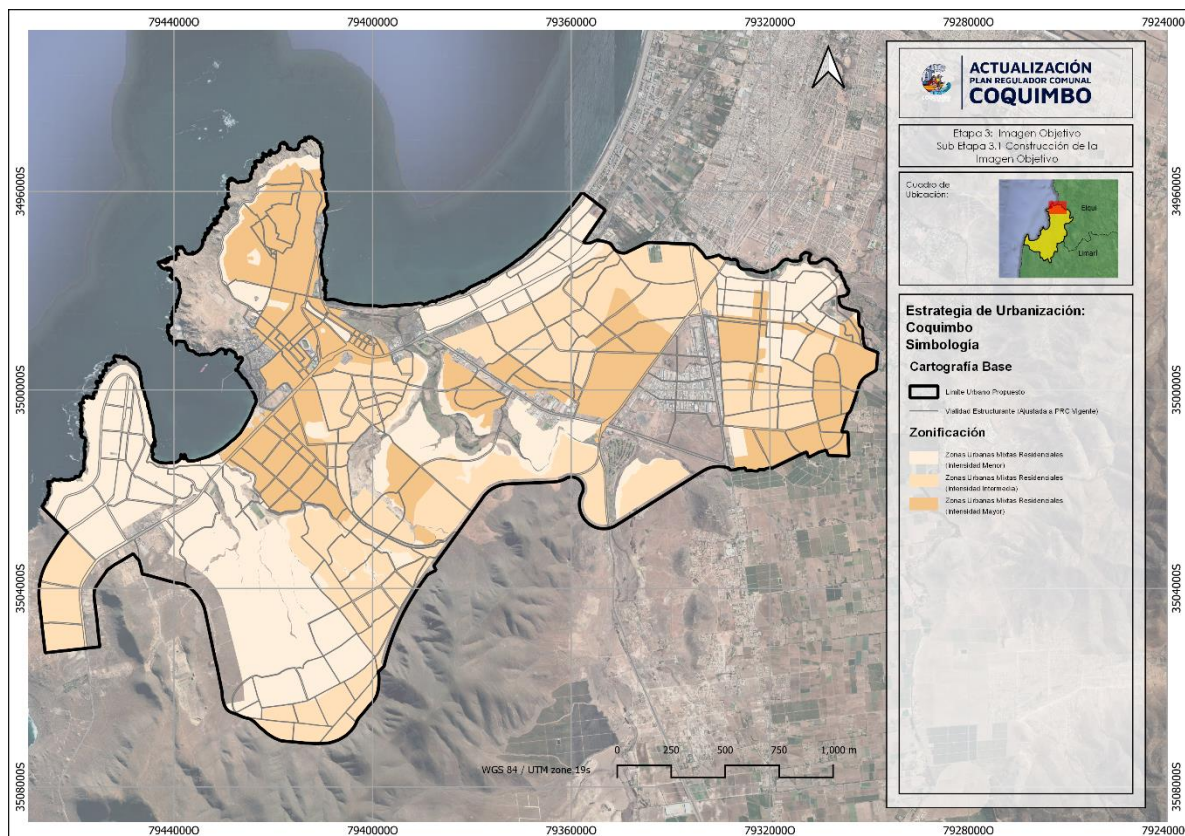 79440000 79400000 79360000 79320000 79280000 79240000
3496000S
3500000S
3504000S
3508000S
ACTUALIZACIÓN
PLAN REGULADOR COMUNAL
COQUIMBO
Etapa 3: Imagen Objetivo
Sub Etapa 3.1 Construcción de la
Imagen Objetivo
Cuadro de
Ubicación:
Elqui
Limarí
Estrategia de Urbanización:
Coquimbo
Simbología
Cartografía Base
Limite Urbano Propuesto
Vialidad Estructurante (Ajustada a PRC Vigente)
Zonificación
Zonas Urbanas Mixtas Residenciales
(Intensidad Menor)
Zonas Urbanas Mixtas Residenciales
(Intensidad Intermedia)
Zonas Urbanas Mixtas Residenciales
(Intensidad Mayor)
WGS 84 / UTM zone,19s
0 250 500 750 1,000 m
3496000S
3500000S
3504000S
3508000S
79440000 79400000 79360000 79320000 79280000 79240000